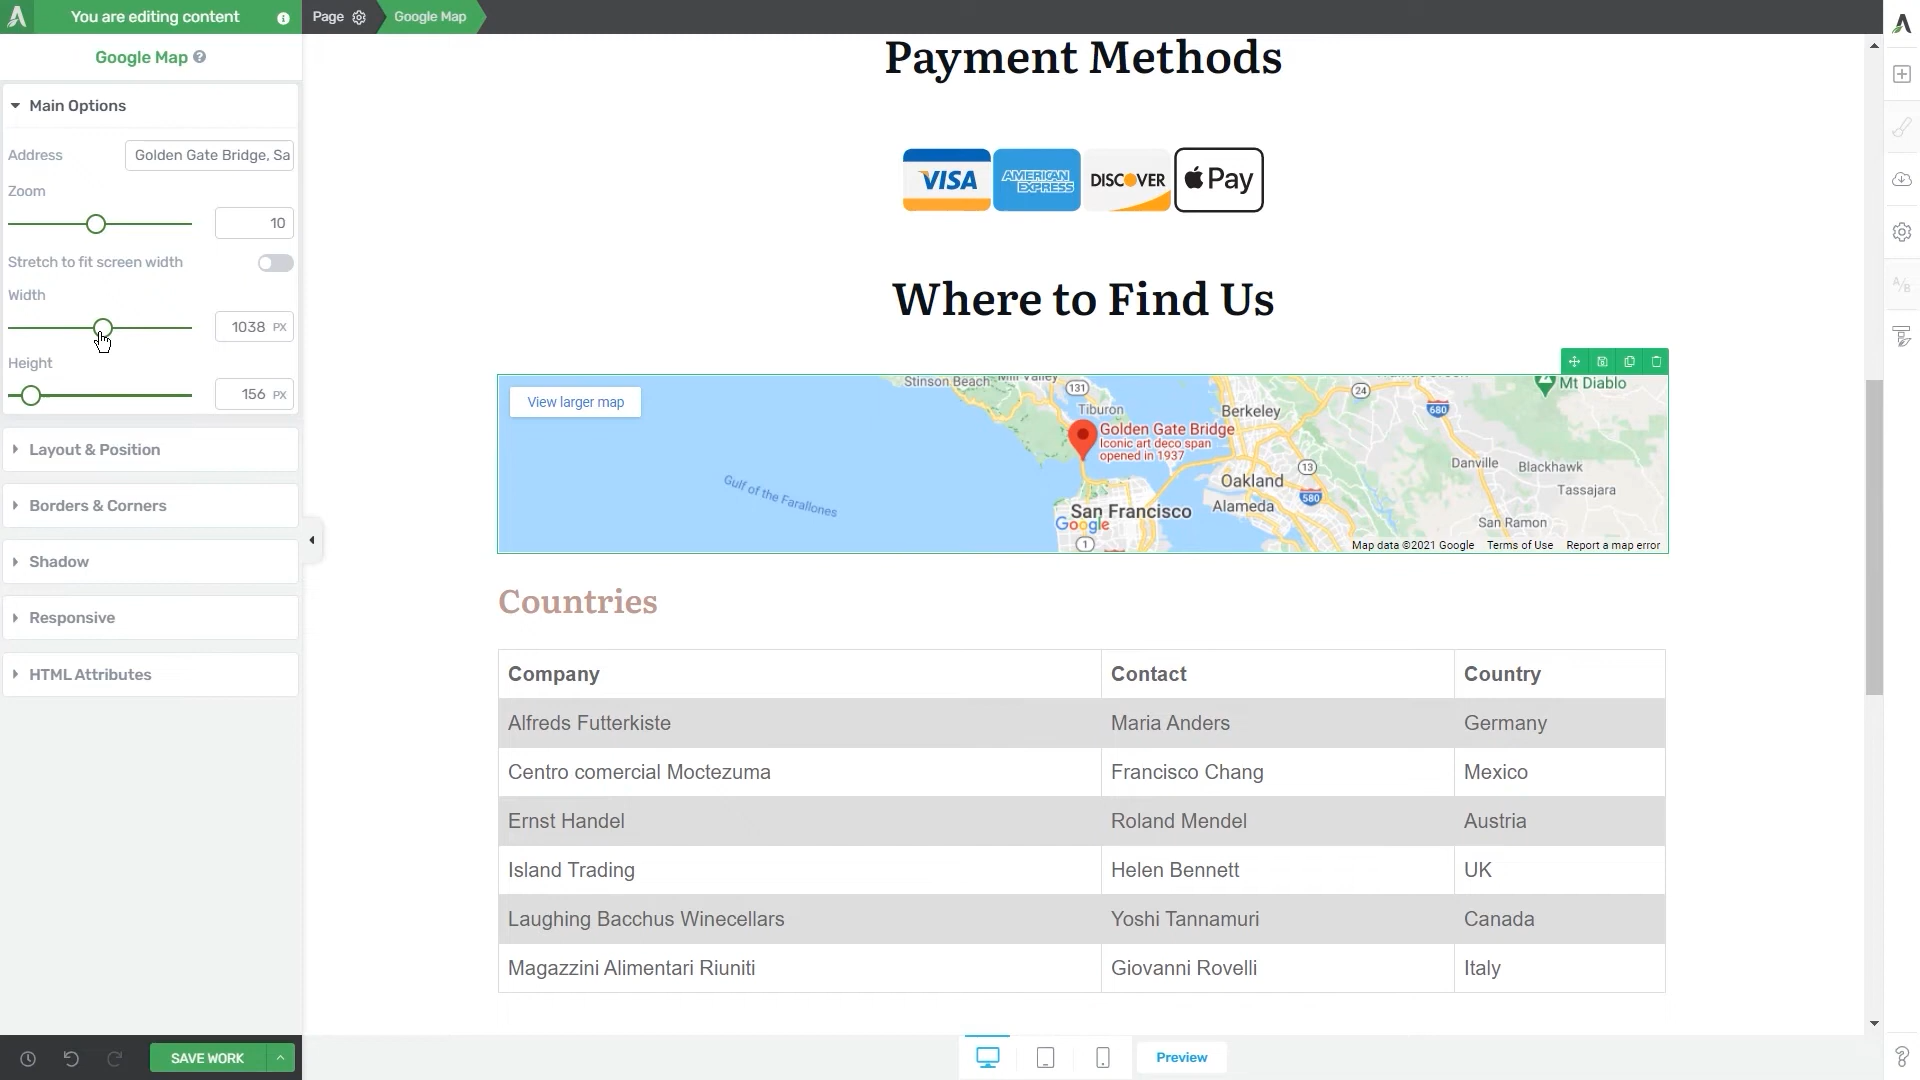 You are editing content
Page
Google Map
Google Map
Main Options
Address
Golden Gate Bridge, Sa
Zoom
10
Stretch to fit screen width
Width
1038 PX
Height
156 PX
Layout & Position
Borders & Corners
Shadow
Responsive
HTML Attributes
SAVE WORK
Payment Methods
VISA
AMERICAN
EXPRESS
DISCOVER
Pay
Where to Find Us
View larger map
Stinson Beach
Mill Valley
131
Tiburon
Berkeley
24
680
Mt Diablo
Golden Gate Bridge
Iconic art deco span
opened in 1937
Gulf of the Farallones
Oakland
13
580
Alameda
San Francisco
Google
1
Danville
Blackhawk
Tassajara
San Ramon
680
Map data ©2021 Google
Terms of Use
Report a map error
Countries
Company Contact Country
Alfreds Futterkiste Maria Anders Germany
Centro comercial Moctezuma Francisco Chang Mexico
Ernst Handel Roland Mendel Austria
Island Trading Helen Bennett UK
Laughing Bacchus Winecellars Yoshi Tannamuri Canada
Magazzini Alimentari Riuniti Giovanni Rovelli Italy
Preview
A/B